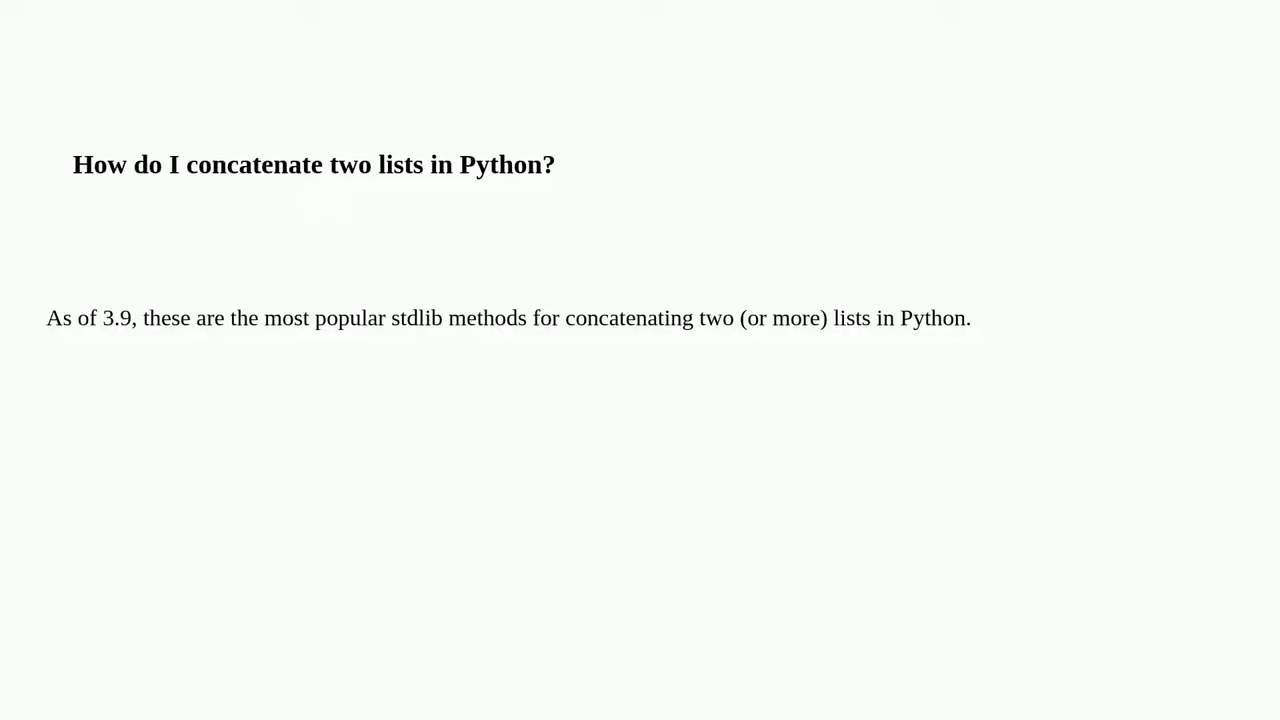 How do I concatenate two lists in Python?
As of 3.9, these are the most popular stdlib methods for concatenating two (or more) lists in Python.